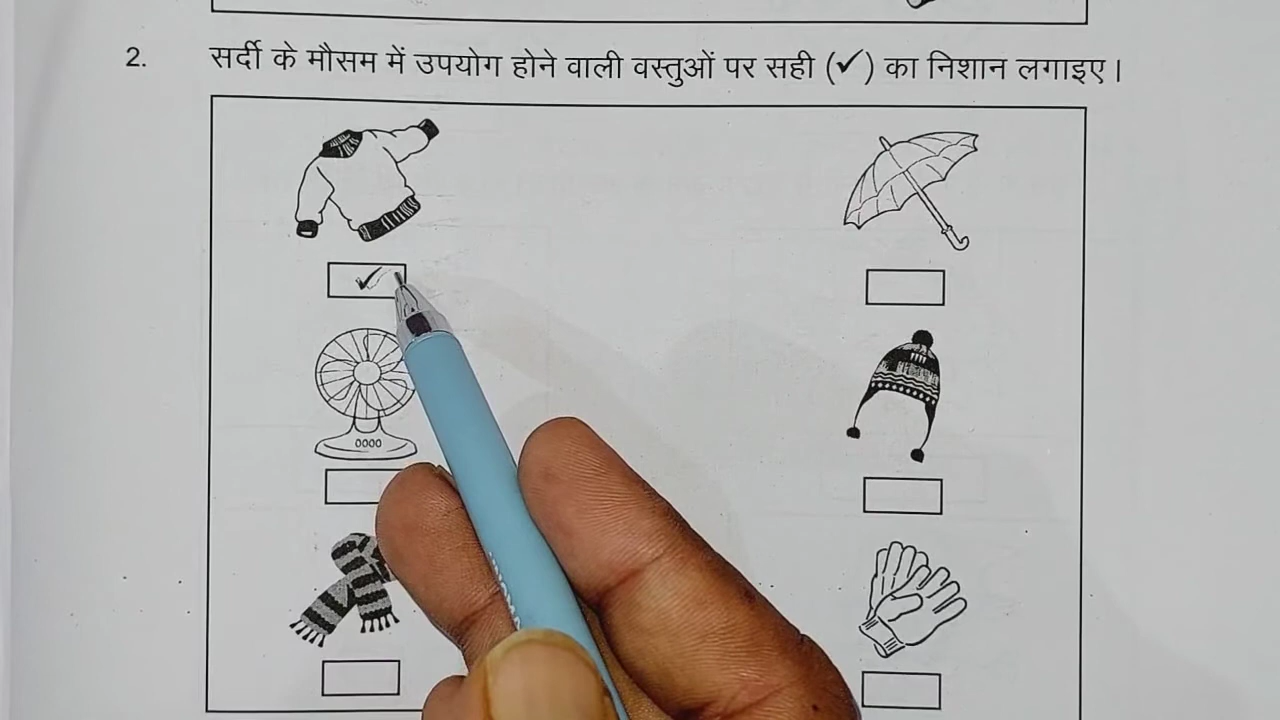 2. सर्दी के मौसम में उपयोग होने वाली वस्तुओं पर सही (✓) का निशान लगाइए।